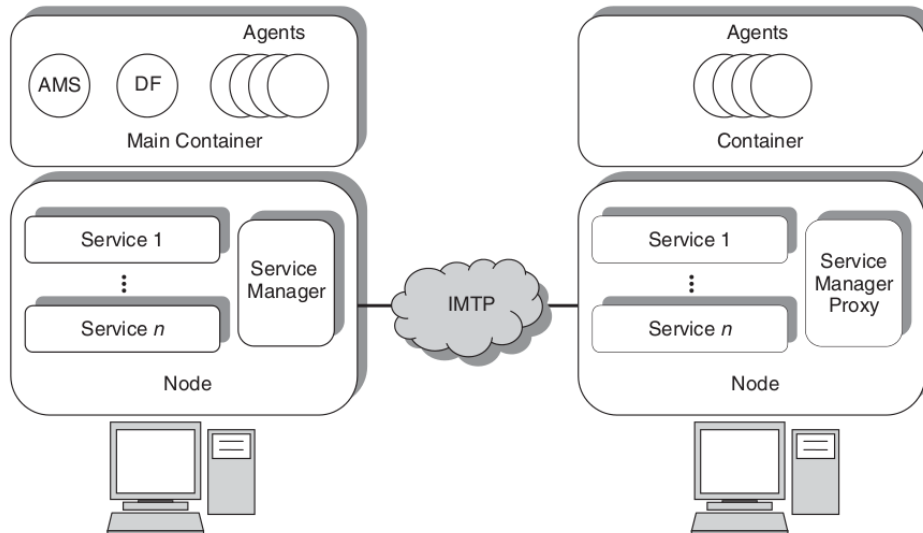 Agents
AMS
DF
Main Container
Service 1
⋮
Service n
Service
Manager
Node
IMTP
Agents
Container
Service 1
⋮
Service n
Service
Manager
Proxy
Node